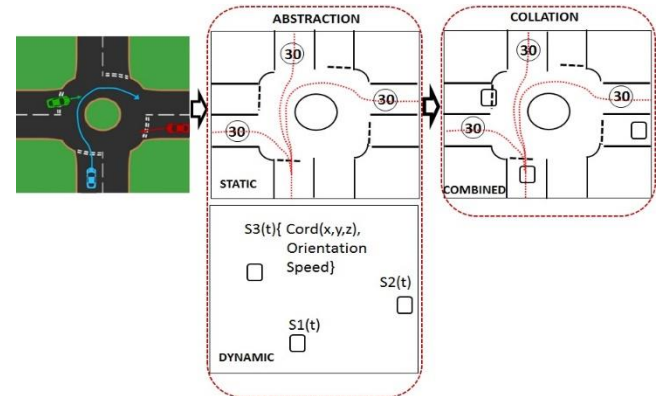 ABSTRACTION
COLLATION
30
30
30
STATIC
30
30
30
COMBINED
S3(t){ Cord(x,y,z),
Orientation
Speed}
S2(t)
S1(t)
DYNAMIC